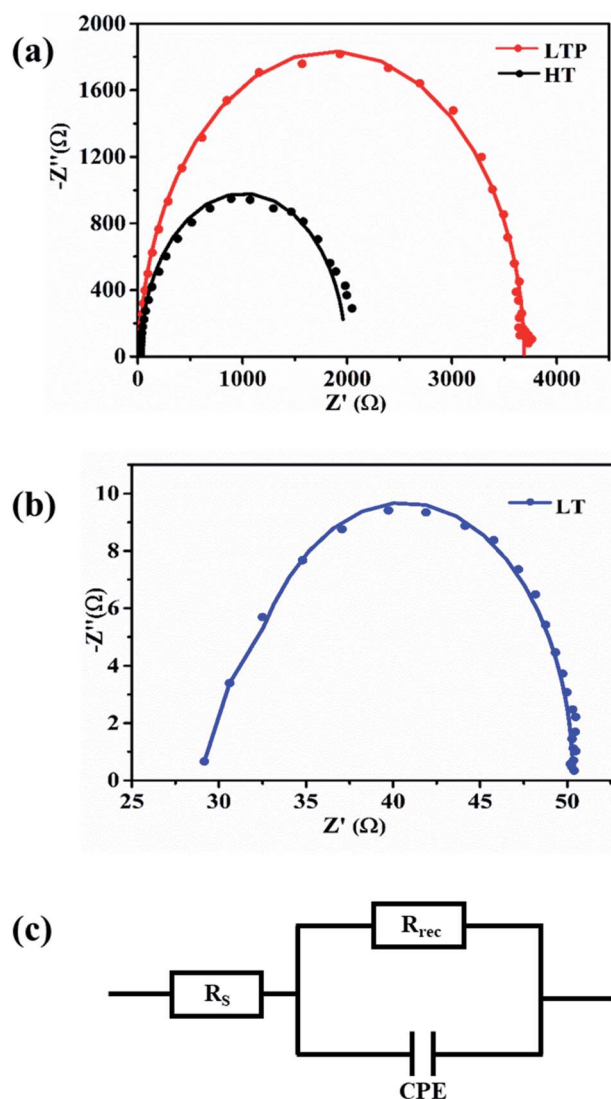 (a)
LTP
HT
2000
1600
1200
800
400
0
-Z''(Ω)
0 1000 2000 3000 4000
Z' (Ω)
(b)
LT
10
8
6
4
2
0
-Z''(Ω)
25 30 35 40 45 50
Z' (Ω)
(c)
R_rec
R_S
CPE